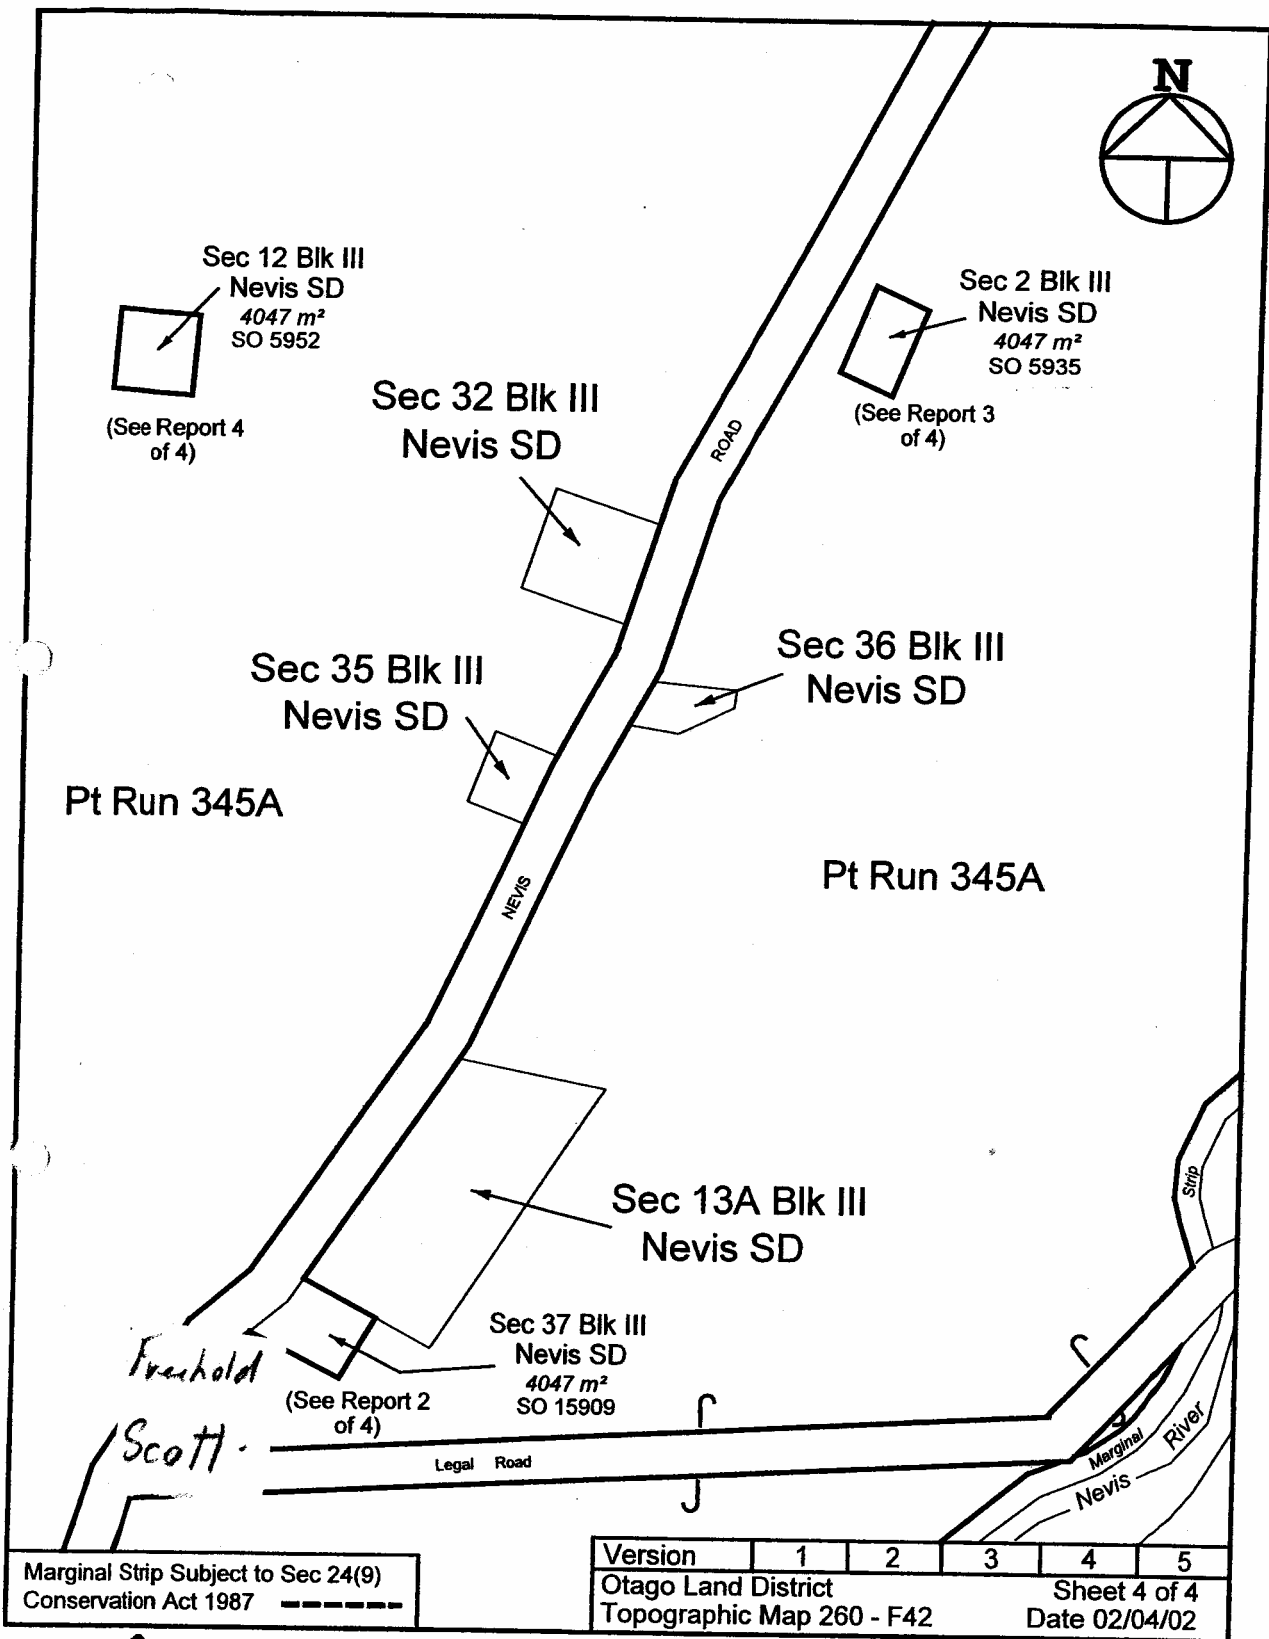 N
Sec 12 Blk III
Nevis SD
4047 m²
SO 5952
(See Report 4
of 4)
Sec 2 Blk III
Nevis SD
4047 m²
SO 5935
(See Report 3
of 4)
Sec 32 Blk III
Nevis SD
ROAD
Sec 36 Blk III
Nevis SD
Sec 35 Blk III
Nevis SD
Pt Run 345A
Pt Run 345A
NEVIS
Sec 13A Blk III
Nevis SD
Strip
Sec 37 Blk III
Nevis SD
4047 m²
SO 15909
(See Report 2
of 4)
Freehold
Scott.
Legal Road
Marginal
Nevis River
Marginal Strip Subject to Sec 24(9)
Conservation Act 1987
Version 1 2 3 4 5
Otago Land District Sheet 4 of 4
Topographic Map 260 - F42 Date 02/04/02